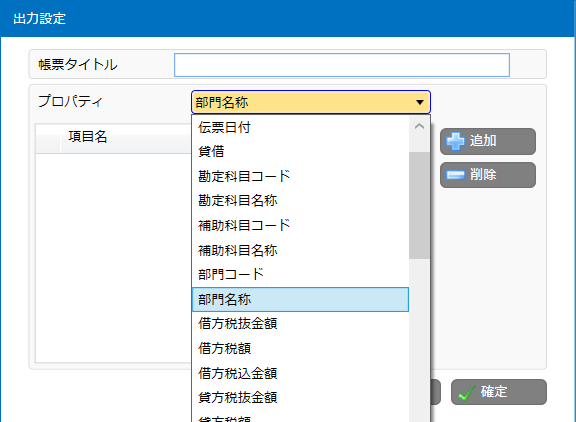 出力設定
帳票タイトル
プロパティ
部門名称
項目名
伝票日付
貸借
勘定科目コード
勘定科目名称
補助科目コード
補助科目名称
部門コード
部門名称
借方税抜金額
借方税額
借方税込金額
貸方税抜金額
貸方税額
追加
削除
確定